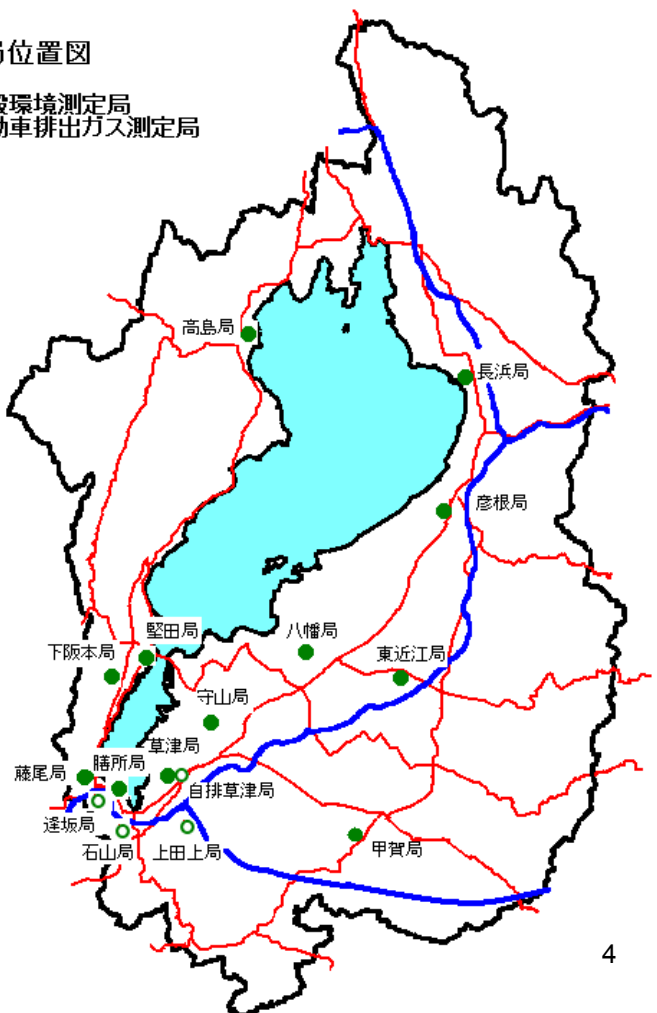 位置図
環境測定局
車排出ガス測定局
高島局
長浜局
彦根局
堅田局
八幡局
下阪本局
東近江局
守山局
草津局
膳所局
藤尾局
自排草津局
逢坂局
石山局
上田上局
甲賀局
4